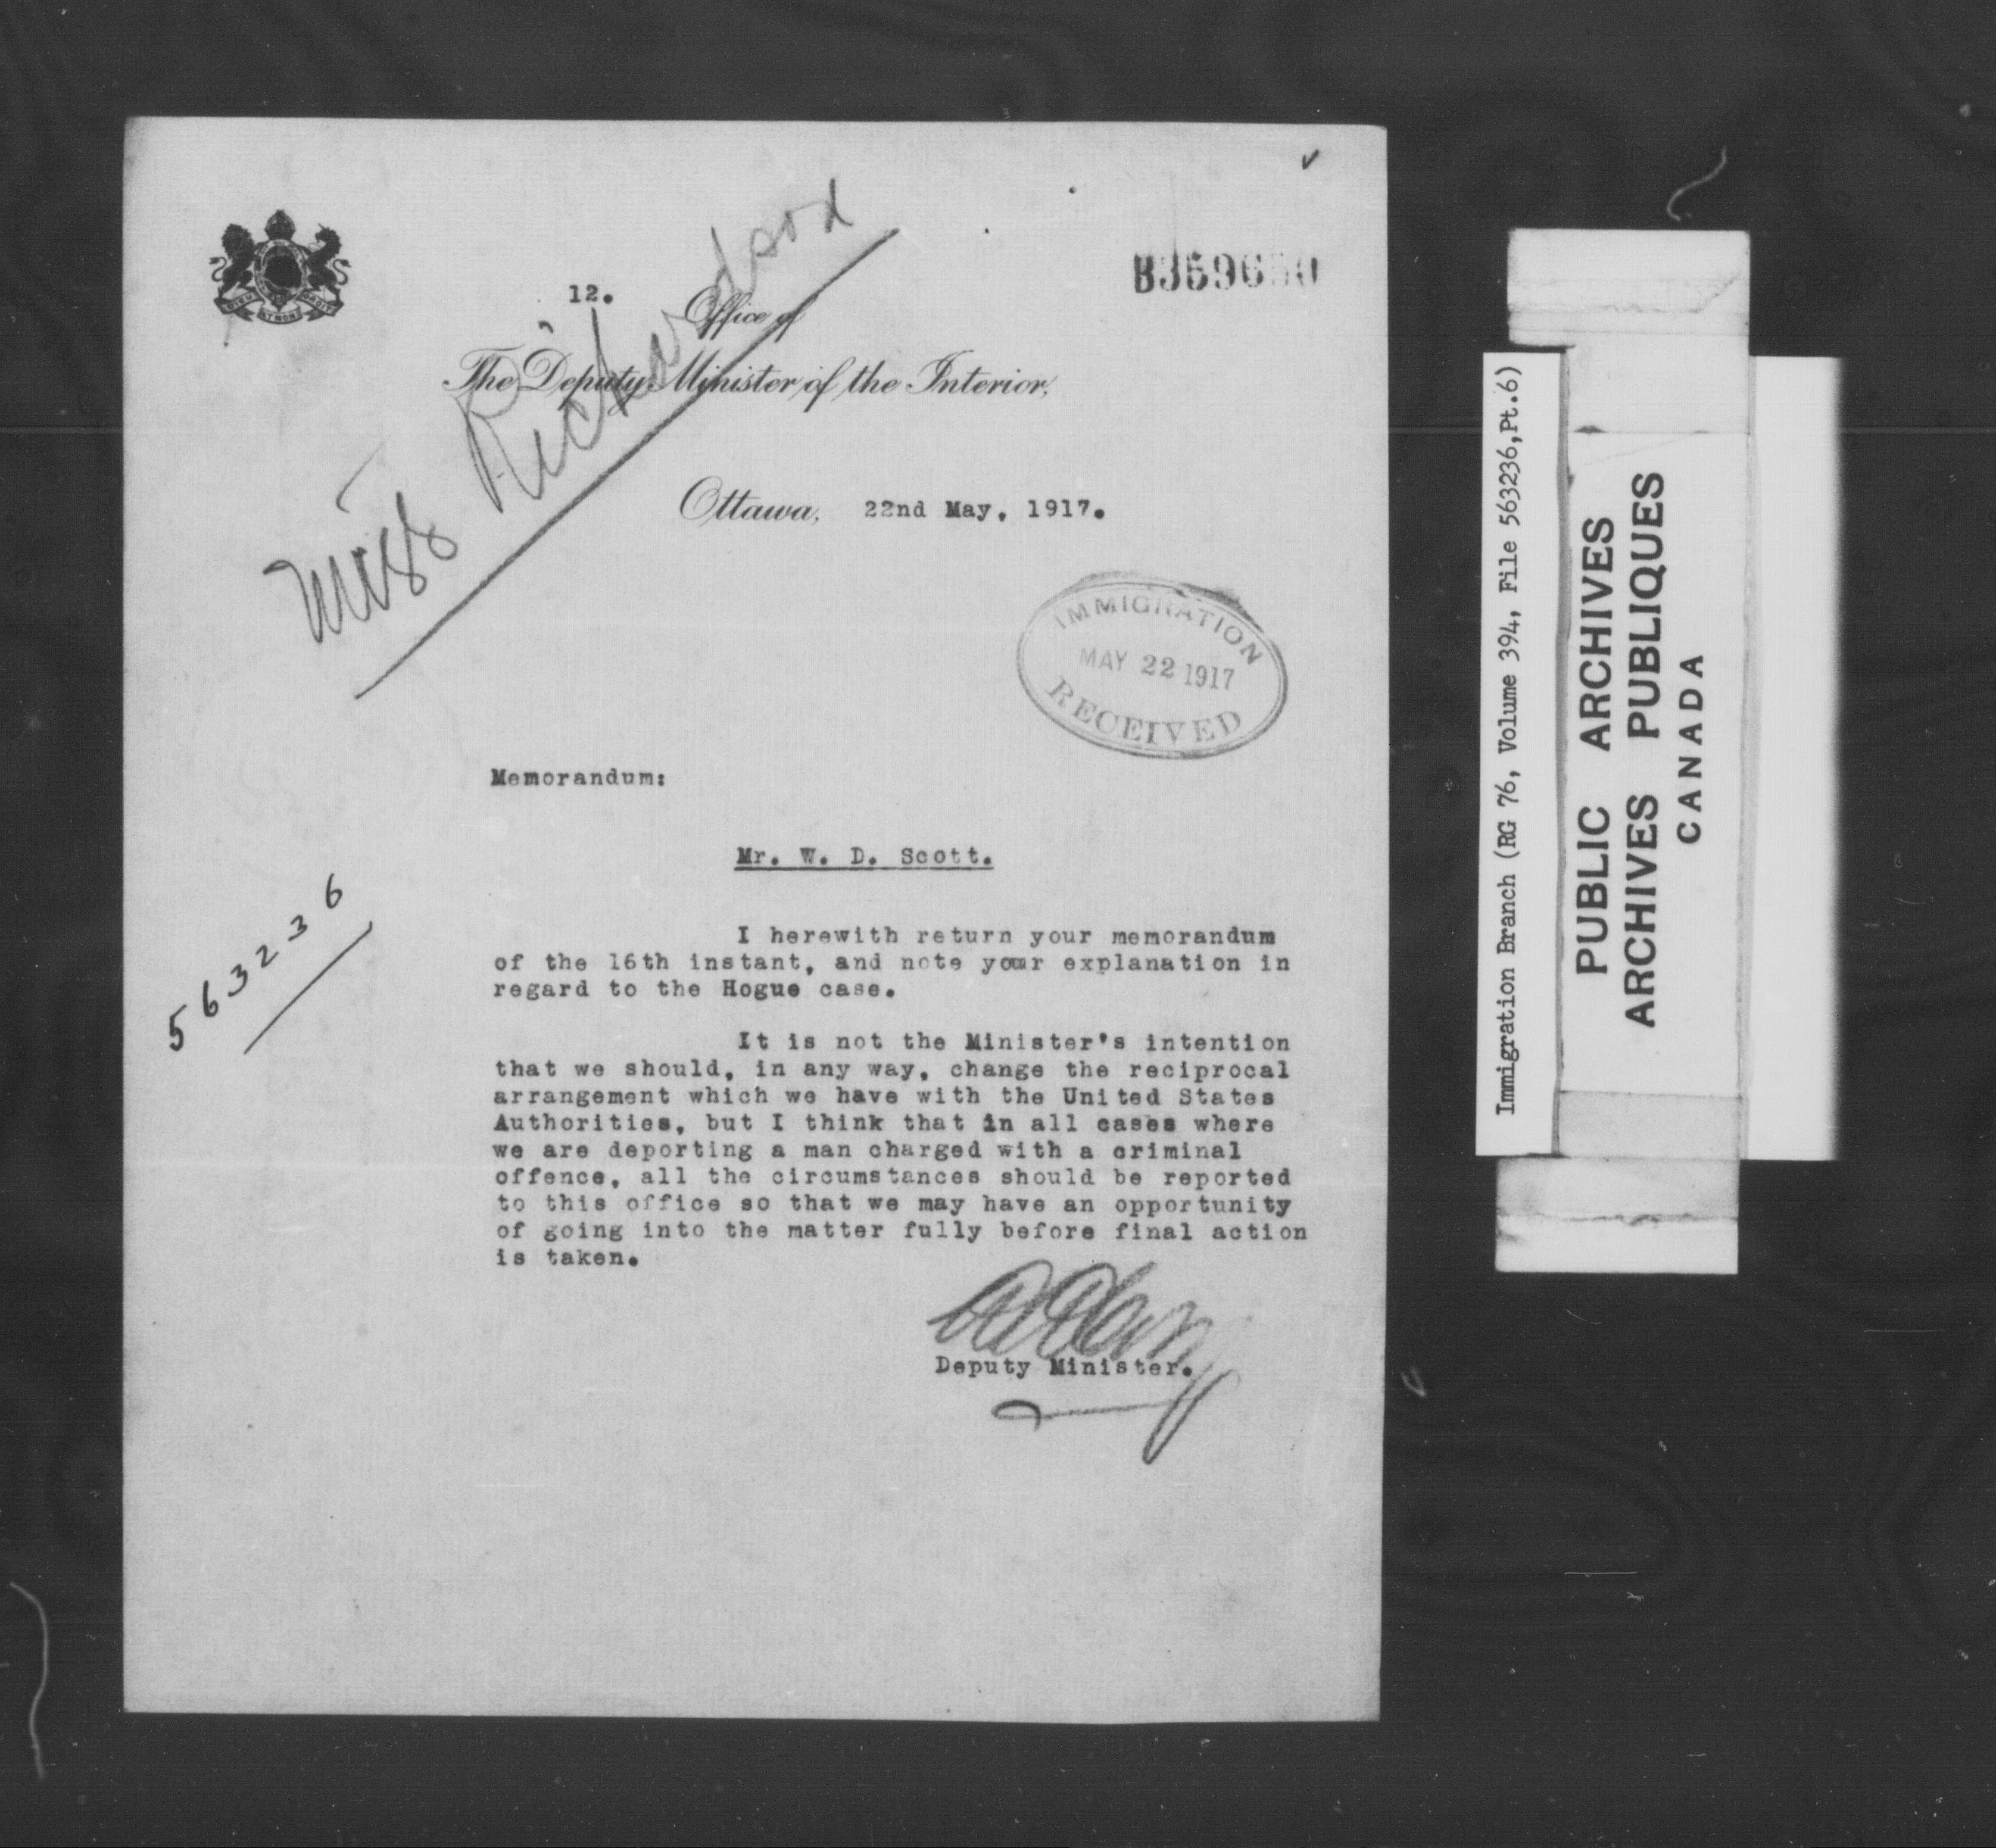 12.
B3596
Office of
The Deputy Minister of the Interior,
Miss Richardson
Ottawa, 22nd May, 1917.
IMMIGRATION
MAY 22 1917
RECEIVED
Memorandum:
Mr. W. D. Scott.
563236
I herewith return your memorandum
of the 16th instant, and note your explanation in
regard to the Hogue case.
It is not the Minister's intention
that we should, in any way, change the reciprocal
arrangement which we have with the United States
Authorities, but I think that in all cases where
we are deporting a man charged with a criminal
offence, all the circumstances should be reported
to this office so that we may have an opportunity
of going into the matter fully before final action
is taken.
Deputy Minister.
Immigration Branch (RG 76, Volume 394, File 563236,Pt.6)
PUBLIC ARCHIVES
ARCHIVES PUBLIQUES
CANADA